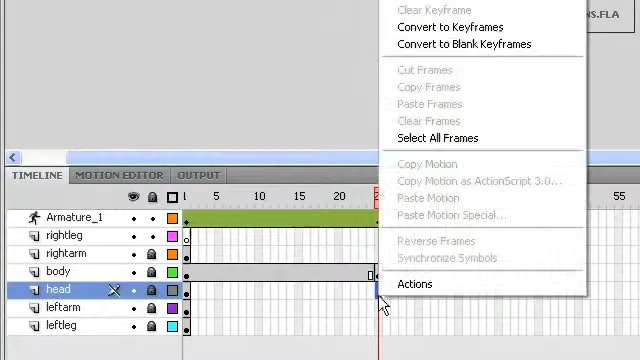 Clear Keyframe
NS.FLA
Convert to Keyframes
Convert to Blank Keyframes
Cut Frames
Copy Frames
Paste Frames
Clear Frames
Select All Frames
Copy Motion
Copy Motion as ActionScript 3.0...
Paste Motion
Paste Motion Special...
Reverse Frames
Synchronize Symbols
Actions
TIMELINE MOTION EDITOR OUTPUT
5 10 15 20 55
Armature_1
rightleg
rightarm
body
head
leftarm
leftleg